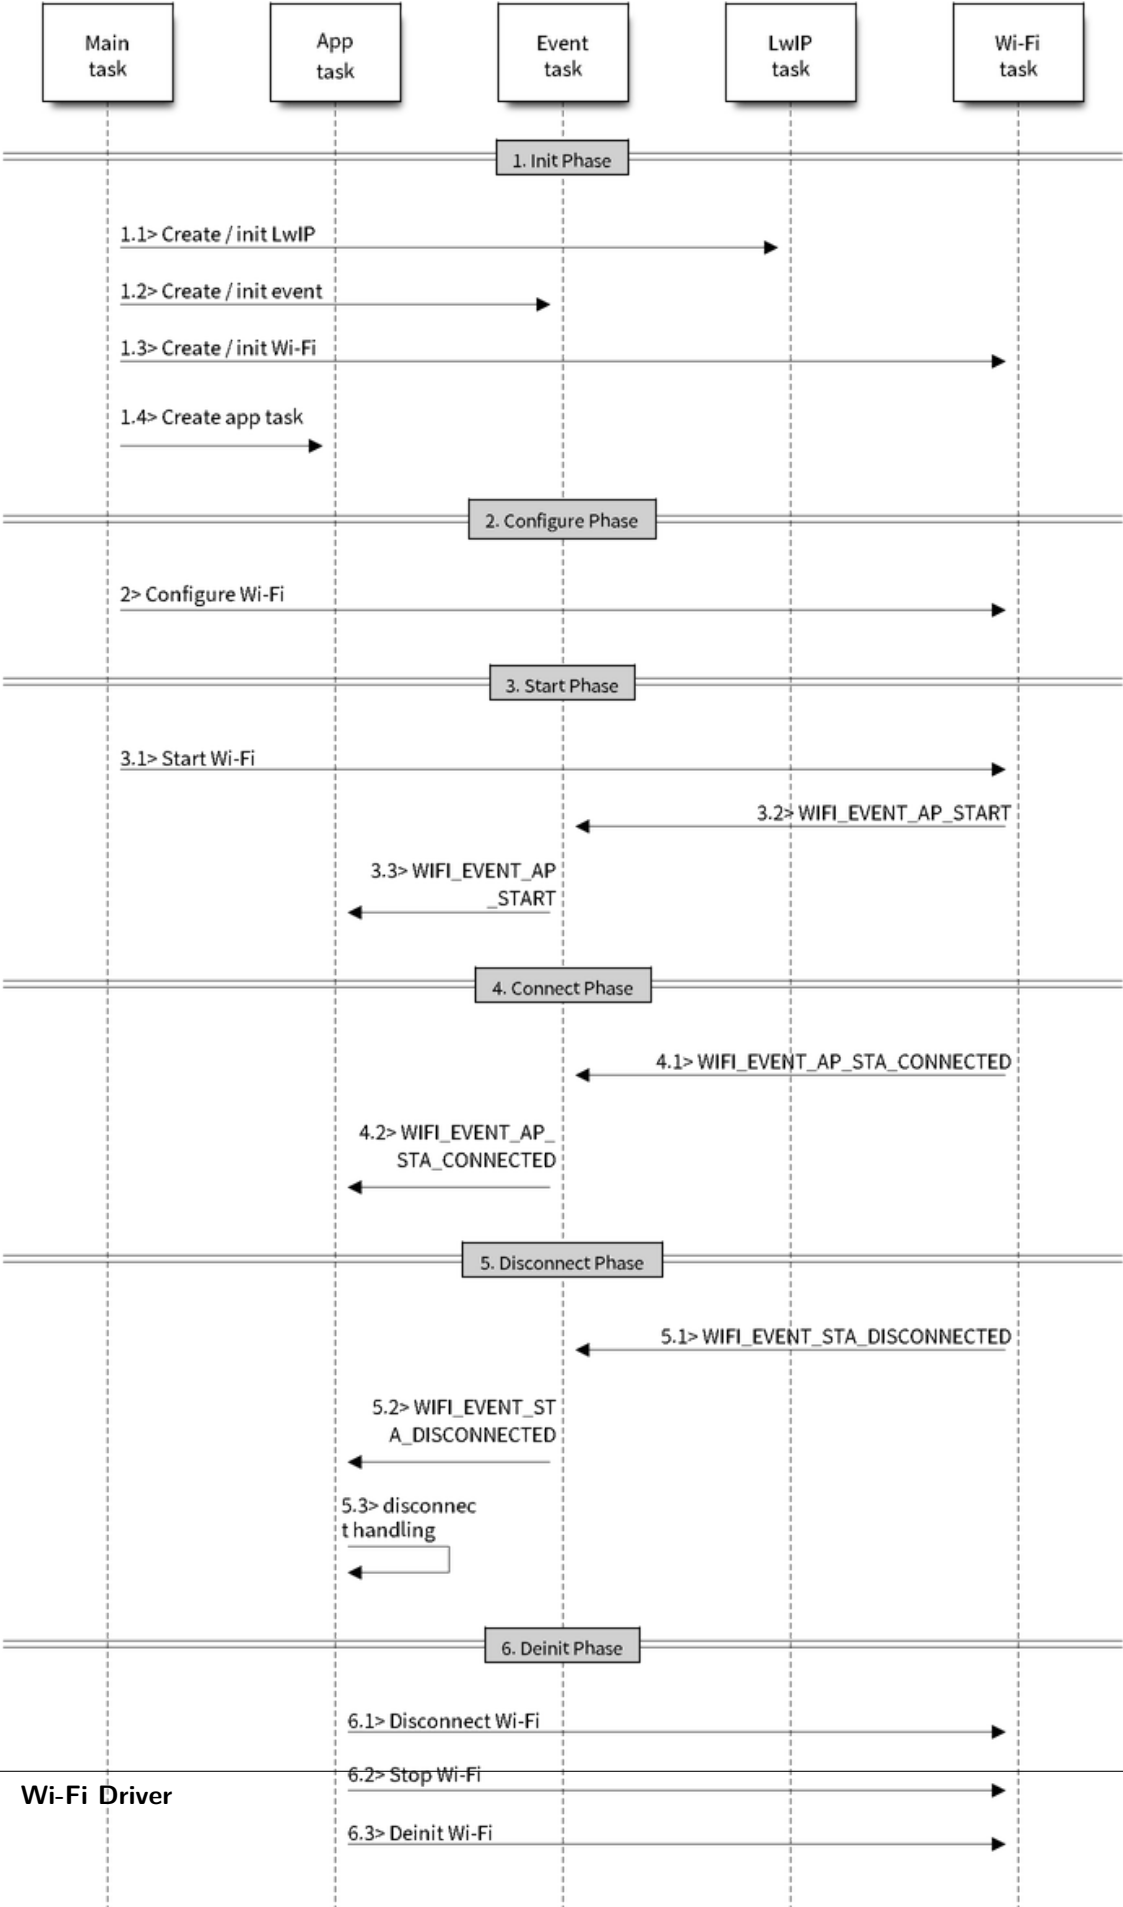 Main
task
App
task
Event
task
LwIP
task
Wi-Fi
task
1. Init Phase
1.1> Create / init LwIP
1.2> Create / init event
1.3> Create / init Wi-Fi
1.4> Create app task
2. Configure Phase
2> Configure Wi-Fi
3. Start Phase
3.1> Start Wi-Fi
3.2> WIFI_EVENT_AP_START
3.3> WIFI_EVENT_AP
_START
4. Connect Phase
4.1> WIFI_EVENT_AP_STA_CONNECTED
4.2> WIFI_EVENT_AP_
STA_CONNECTED
5. Disconnect Phase
5.1> WIFI_EVENT_STA_DISCONNECTED
5.2> WIFI_EVENT_ST
A_DISCONNECTED
5.3> disconnec
t handling
6. Deinit Phase
6.1> Disconnect Wi-Fi
6.2> Stop Wi-Fi
Wi-Fi Driver
6.3> Deinit Wi-Fi